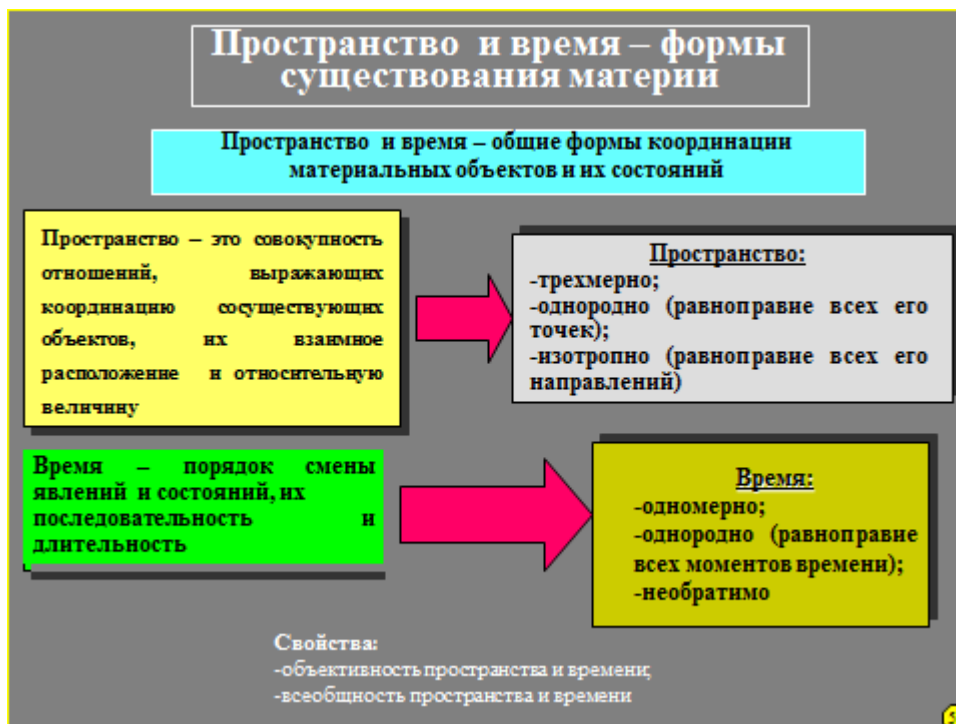 Пространство и время – формы
существования материи
Пространство и время – общие формы координации
материальных объектов и их состояний
Пространство – это совокупность
отношений, выражающих
координацию сосуществующих
объектов, их взаимное
расположение и относительную
величину
Пространство:
-трехмерно;
-однородно (равноправие всех его
точек);
-изотропно (равноправие всех его
направлений)
Время – порядок смены
явлений и состояний, их
последовательность и
длительность
Время:
-одномерно;
-однородно (равноправие
всех моментов времени);
-необратимо
Свойства:
-объективность пространства и времени;
-всеобщность пространства и времени
5